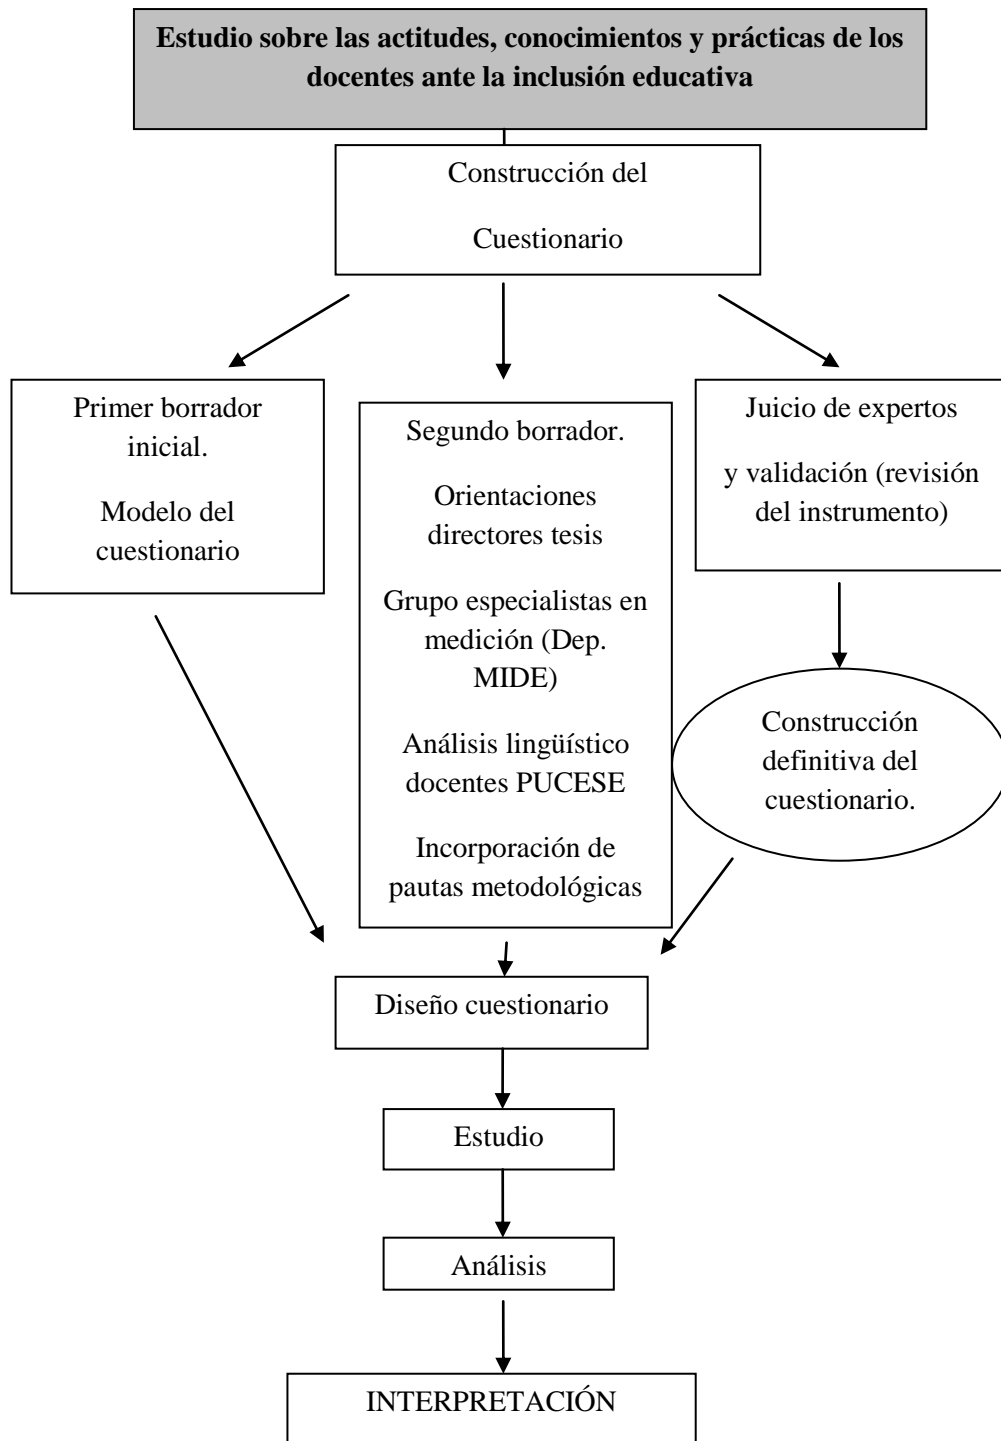 Estudio sobre las actitudes, conocimientos y prácticas de los
docentes ante la inclusión educativa
Construcción del
Cuestionario
Primer borrador
inicial.
Modelo del
cuestionario
Segundo borrador.
Orientaciones
directores tesis
Grupo especialistas en
medición (Dep.
MIDE)
Análisis lingüístico
docentes PUCESE
Incorporación de
pautas metodológicas
Juicio de expertos
y validación (revisión
del instrumento)
Construcción
definitiva del
cuestionario.
Diseño cuestionario
Estudio
Análisis
INTERPRETACIÓN